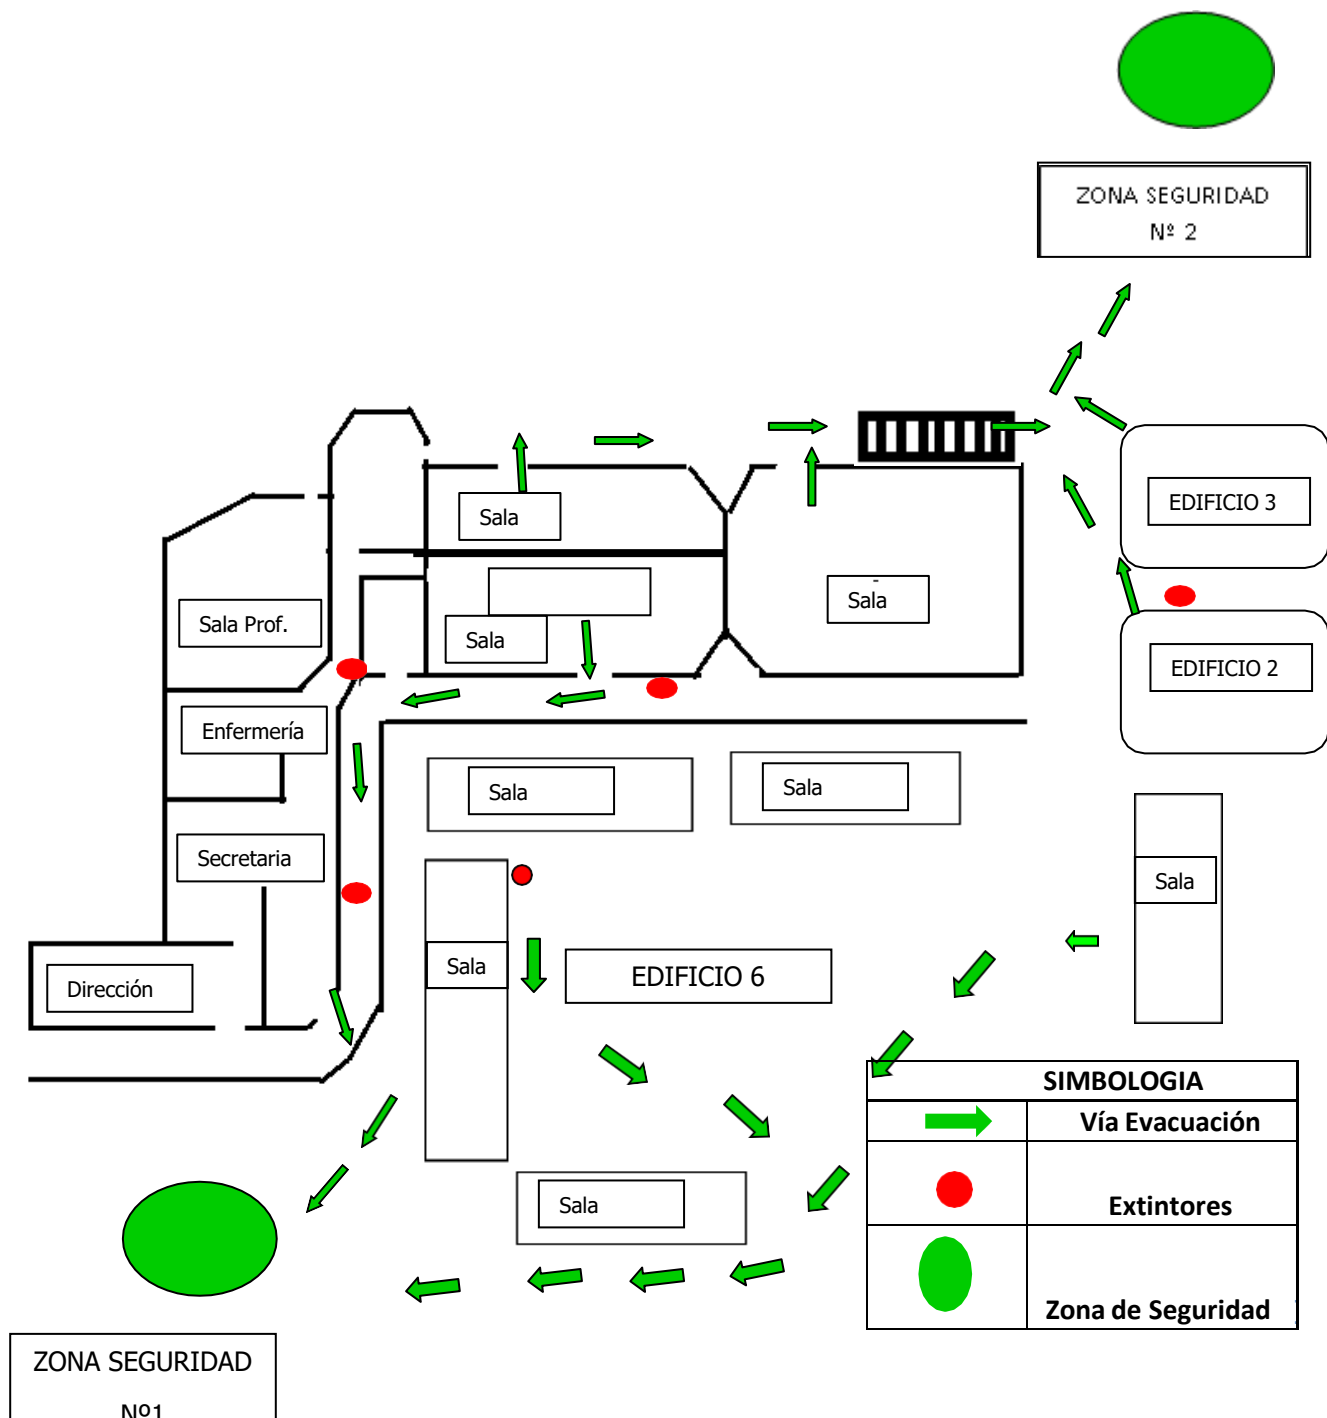 ZONA SEGURIDAD
Nº 2
EDIFICIO 3
Sala
Sala
Sala Prof.
Sala
EDIFICIO 2
Enfermería
Sala
Sala
Secretaria
Sala
Sala
EDIFICIO 6
Dirección
SIMBOLOGIA
Vía Evacuación
Extintores
Zona de Seguridad
Sala
ZONA SEGURIDAD
Nº1